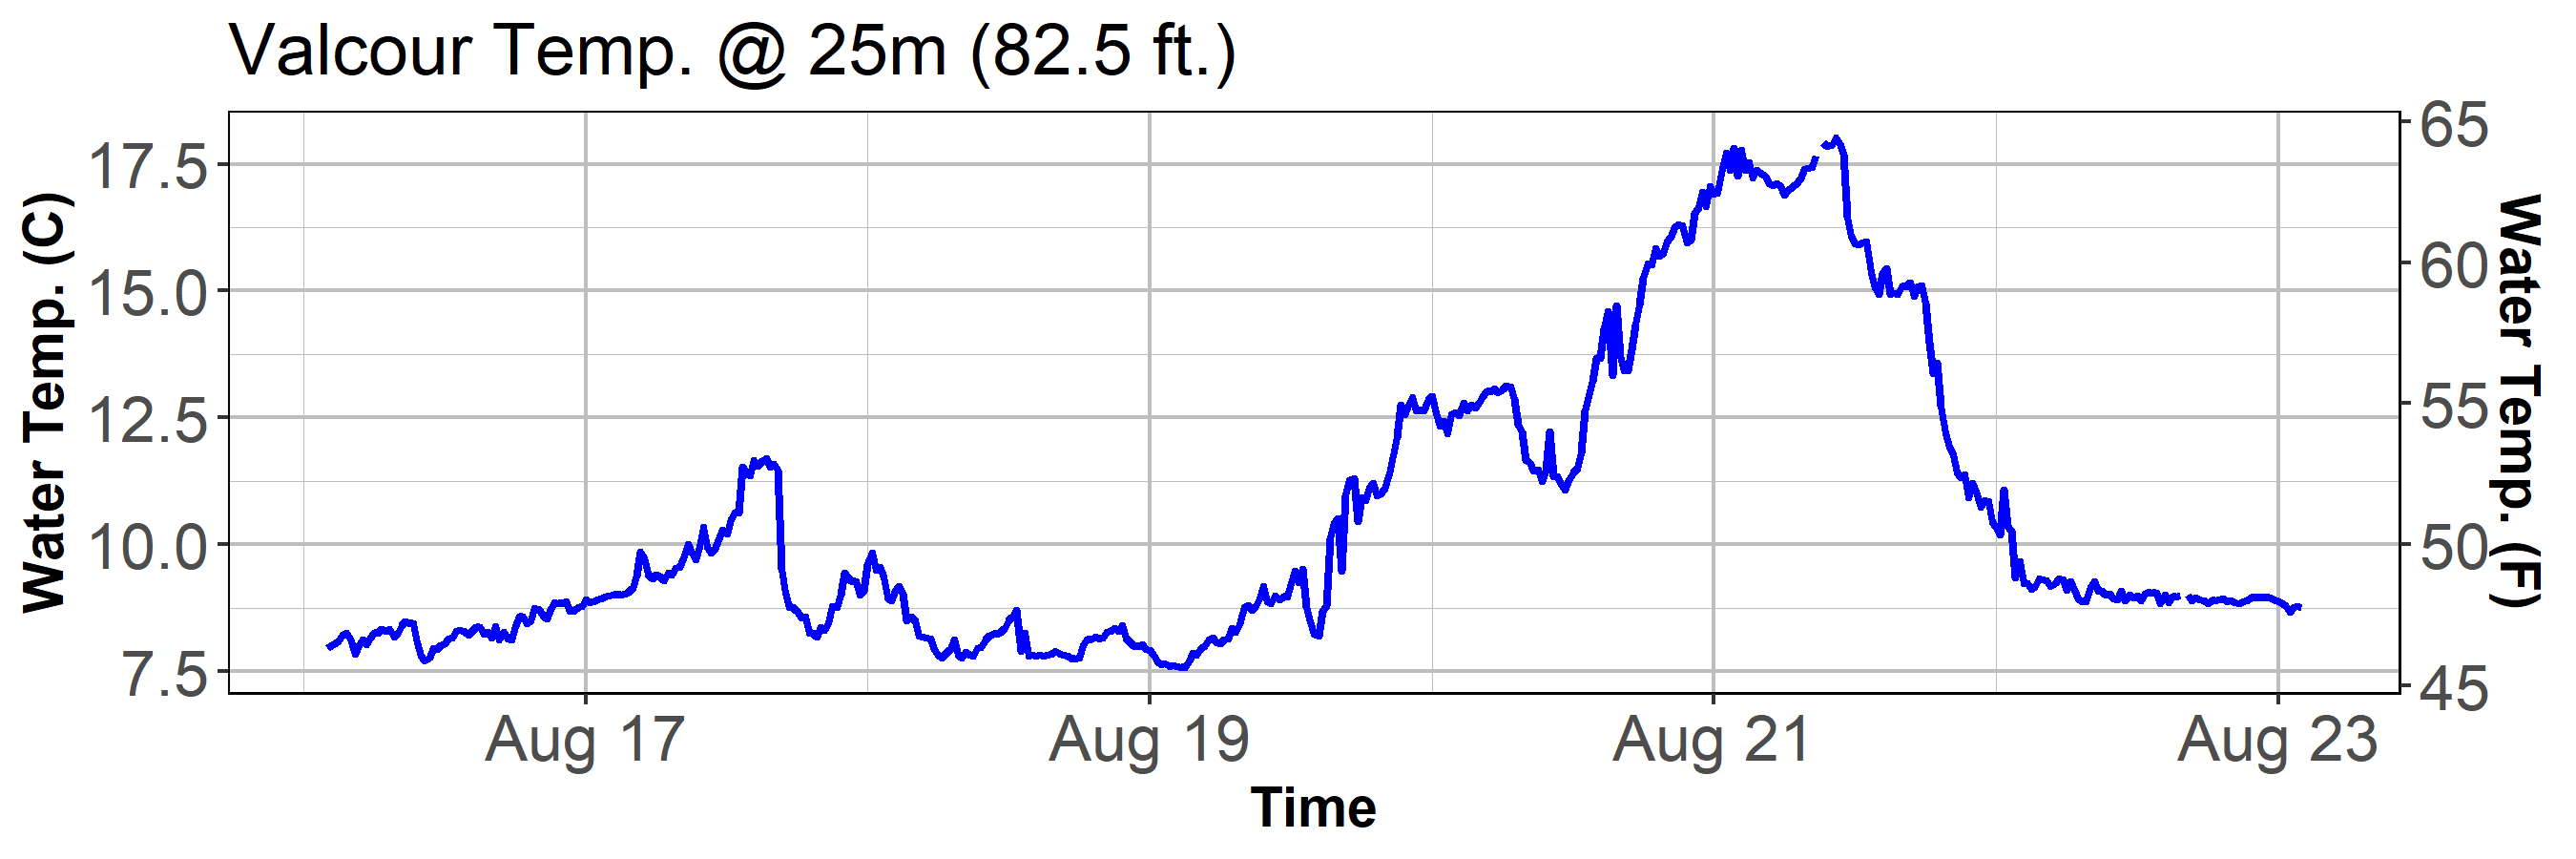 Valcour Temp. @ 25m (82.5 ft.)
Water Temp. (C)
17.5
15.0
12.5
10.0
7.5
65
60
55
50
45
Water Temp. (F)
Aug 17 Aug 19 Aug 21 Aug 23
Time